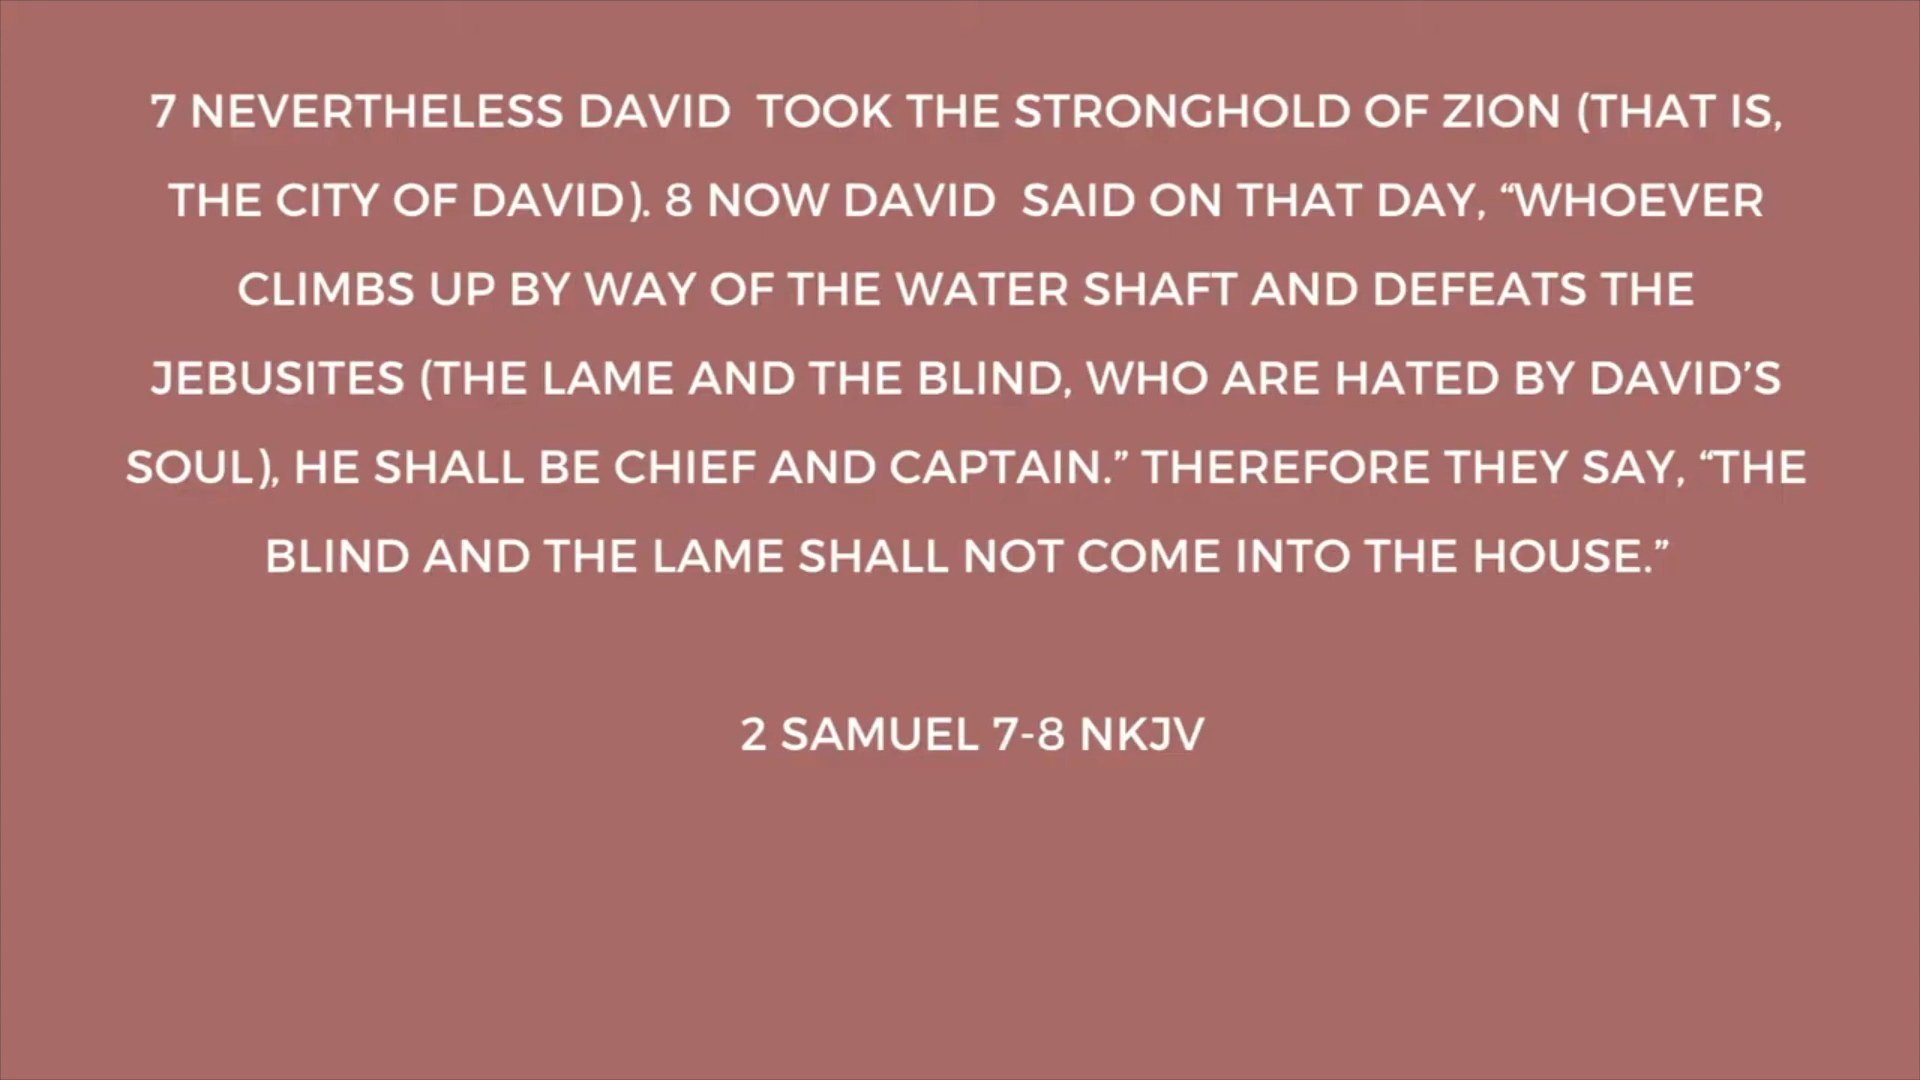 7 NEVERTHELESS DAVID  TOOK THE STRONGHOLD OF ZION (THAT IS,
THE CITY OF DAVID). 8 NOW DAVID  SAID ON THAT DAY, “WHOEVER
CLIMBS UP BY WAY OF THE WATER SHAFT AND DEFEATS THE
JEBUSITES (THE LAME AND THE BLIND, WHO ARE HATED BY DAVID’S
SOUL), HE SHALL BE CHIEF AND CAPTAIN.” THEREFORE THEY SAY, “THE
BLIND AND THE LAME SHALL NOT COME INTO THE HOUSE.”
2 SAMUEL 7-8 NKJV